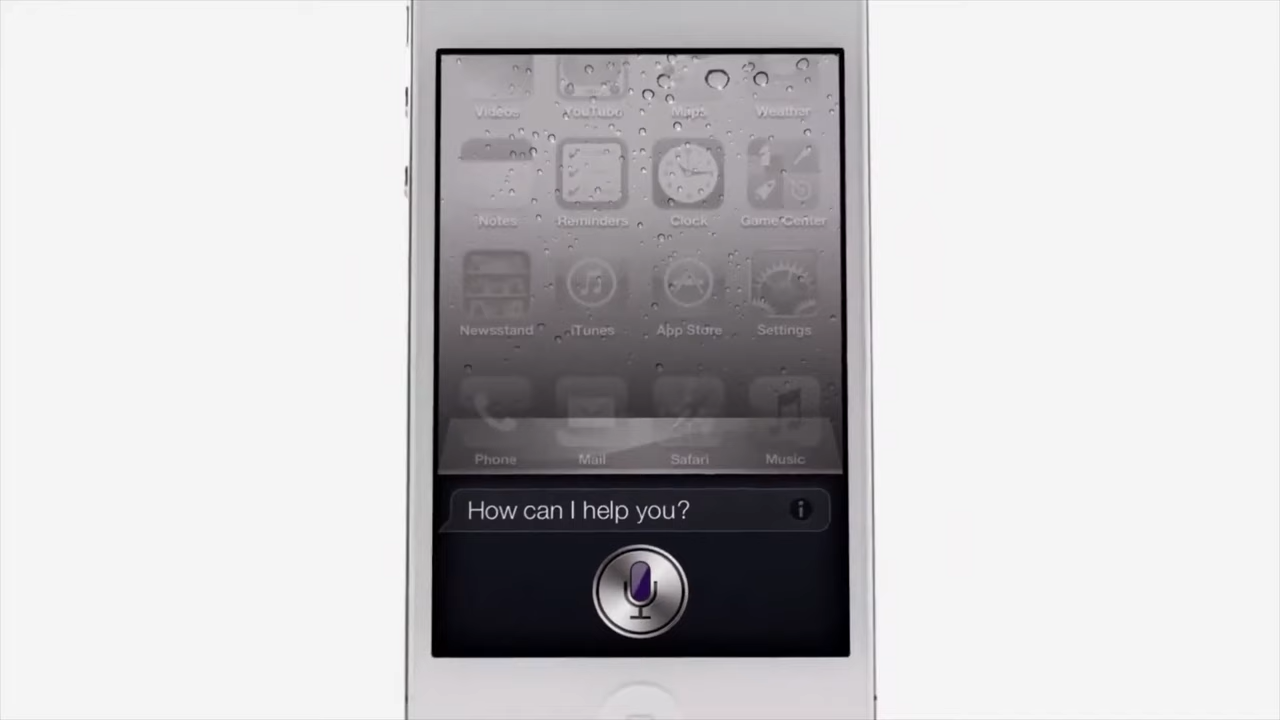 Videos YouTube Maps Weather
Notes Reminders Clock Game Center
Newsstand iTunes App Store Settings
Phone Mail Safari Music
How can I help you?
i